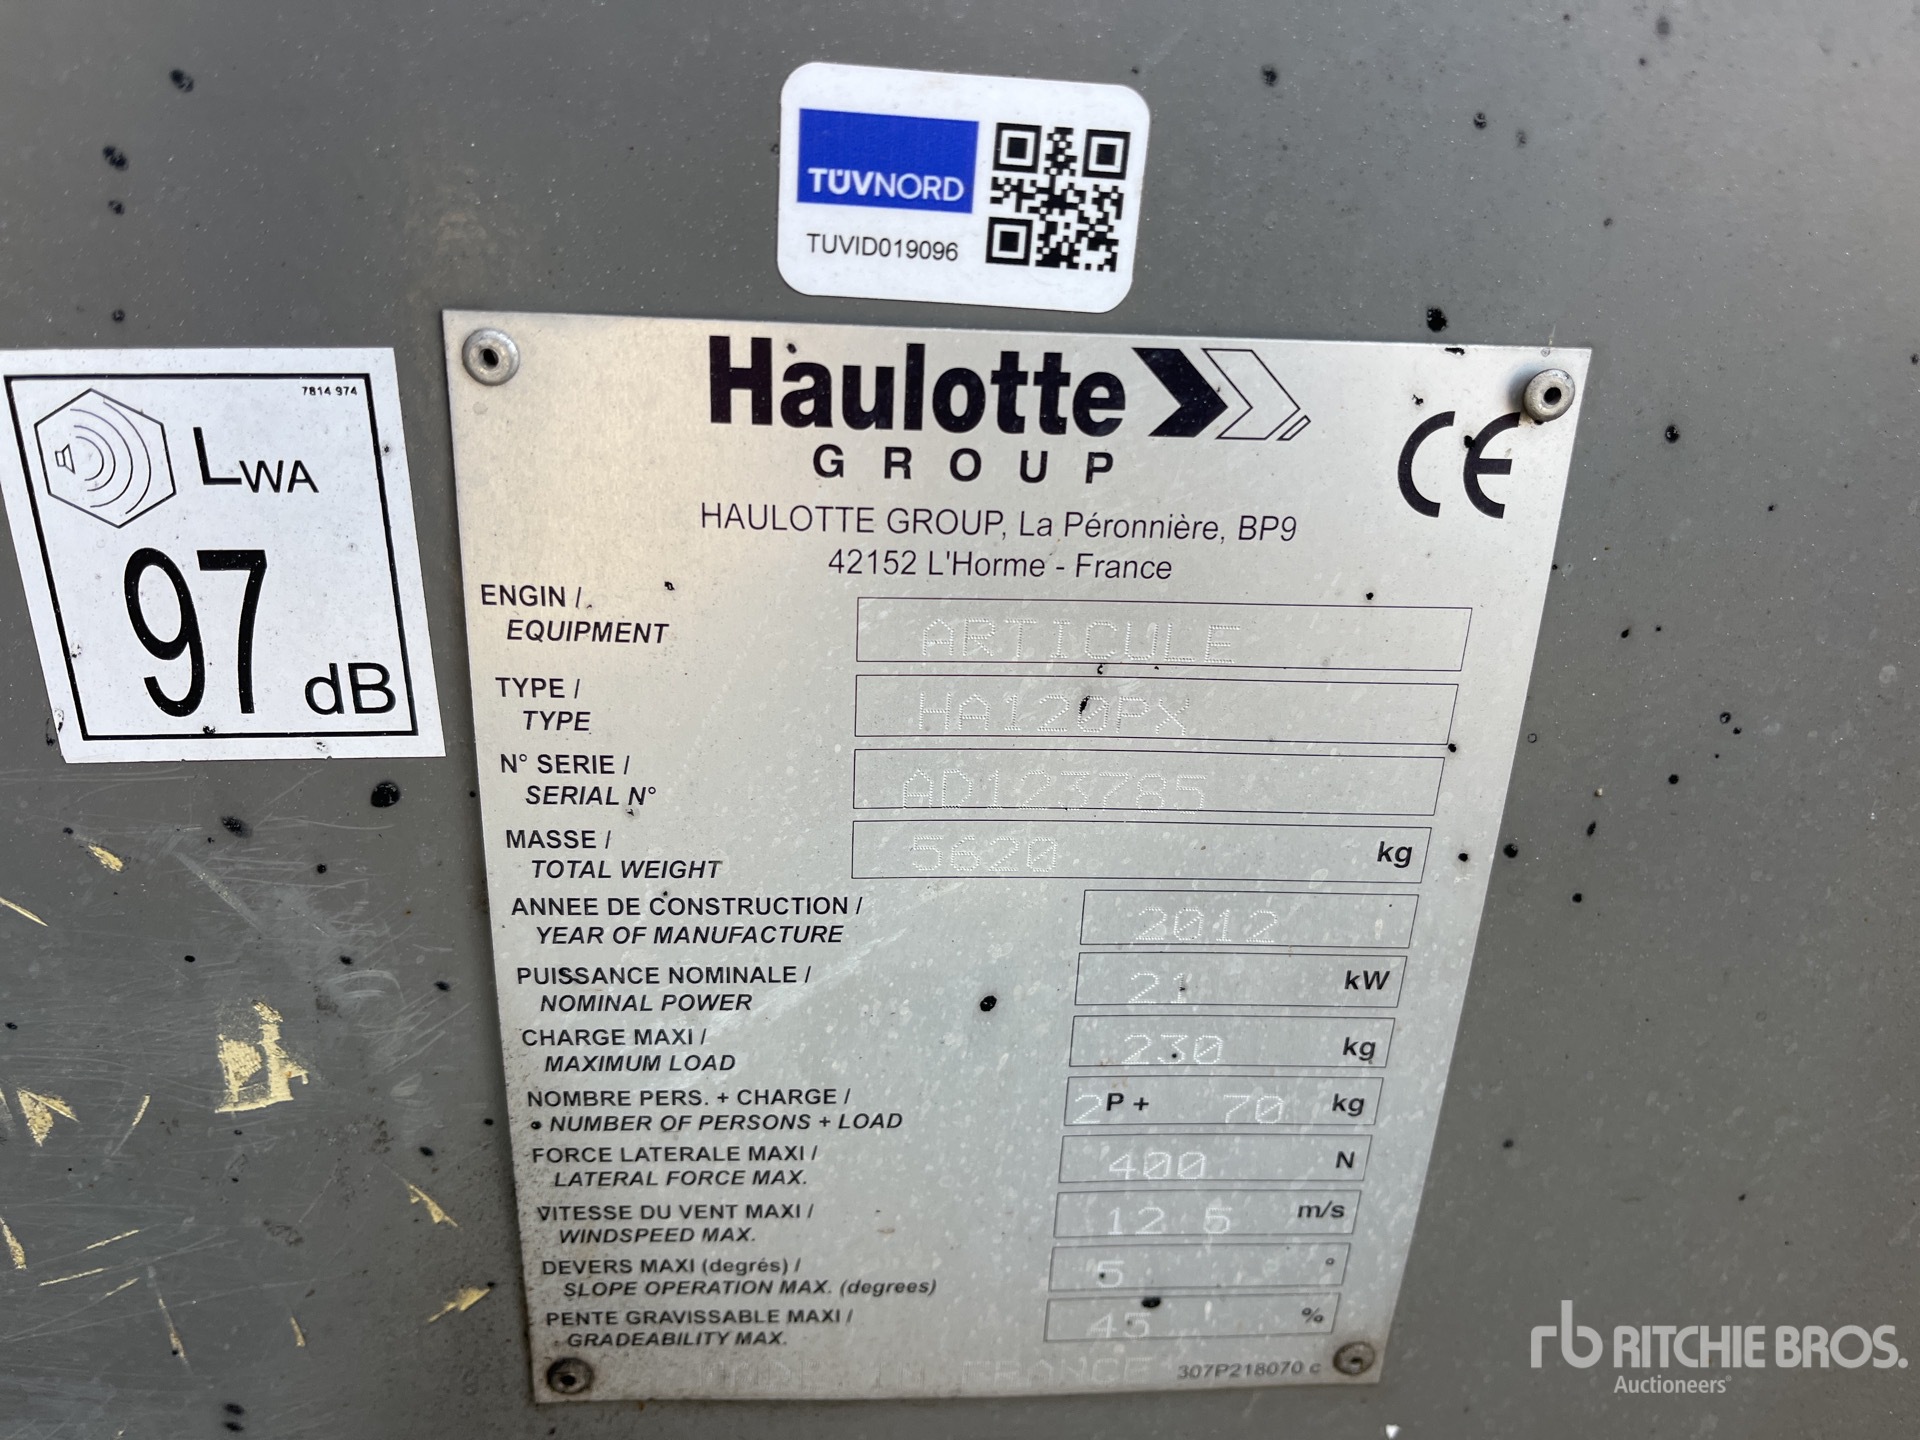 TÜVNORD
TUVID019096
7814 974
LWA
97
dB
Haulotte
GROUP
CE
HAULOTTE GROUP, La Péronnière, BP9
42152 L'Horme - France
ENGIN /
EQUIPMENT
ARTICULE
TYPE /
TYPE
HA120PX
N° SERIE /
SERIAL N°
AD123785
MASSE /
TOTAL WEIGHT
5620 kg
ANNEE DE CONSTRUCTION /
YEAR OF MANUFACTURE
2012
PUISSANCE NOMINALE /
NOMINAL POWER
21 kW
CHARGE MAXI /
MAXIMUM LOAD
230 kg
NOMBRE PERS. + CHARGE /
NUMBER OF PERSONS + LOAD
2 P + 70 kg
FORCE LATERALE MAXI /
LATERAL FORCE MAX.
400 N
VITESSE DU VENT MAXI /
WINDSPEED MAX.
12 5 m/s
DEVERS MAXI (degrés) /
SLOPE OPERATION MAX. (degrees)
5 °
PENTE GRAVISSABLE MAXI /
GRADEABILITY MAX.
45 %
FRANCE
307P218070 c
rb RITCHIE BROS.
Auctioneers